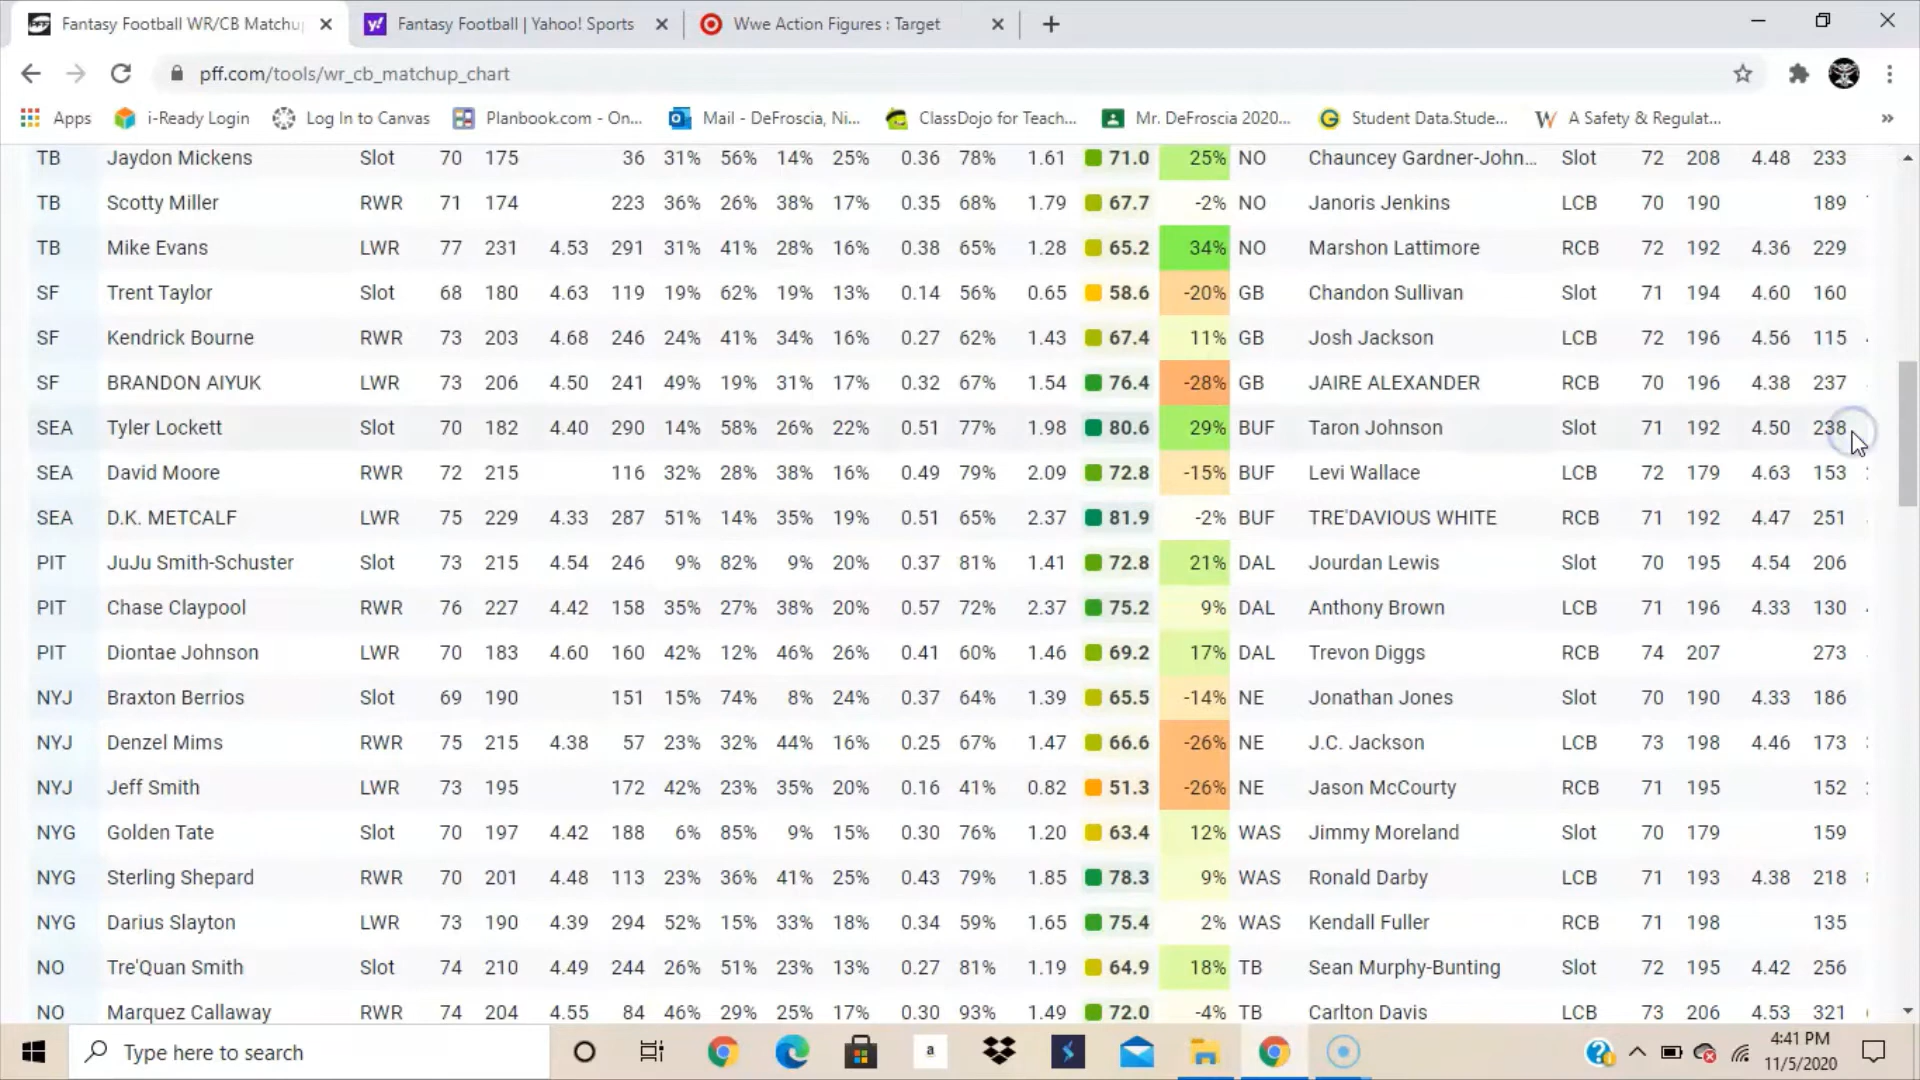 Fantasy Football WR/CB Matchu
Fantasy Football | Yahoo! Sports
Wwe Action Figures : Target
pff.com/tools/wr_cb_matchup_chart
Apps i-Ready Login Log In to Canvas Planbook.com - On... Mail - DeFroscia, Ni... ClassDojo for Teach... Mr. DeFroscia 2020... Student Data.Stude... A Safety & Regulat... »
TB Jaydon Mickens Slot 70 175 36 31% 56% 14% 25% 0.36 78% 1.61 71.0 25% NO Chauncey Gardner-John... Slot 72 208 4.48 233
TB Scotty Miller RWR 71 174 223 36% 26% 38% 17% 0.35 68% 1.79 67.7 -2% NO Janoris Jenkins LCB 70 190 189
TB Mike Evans LWR 77 231 4.53 291 31% 41% 28% 16% 0.38 65% 1.28 65.2 34% NO Marshon Lattimore RCB 72 192 4.36 229
SF Trent Taylor Slot 68 180 4.63 119 19% 62% 19% 13% 0.14 56% 0.65 58.6 -20% GB Chandon Sullivan Slot 71 194 4.60 160
SF Kendrick Bourne RWR 73 203 4.68 246 24% 41% 34% 16% 0.27 62% 1.43 67.4 11% GB Josh Jackson LCB 72 196 4.56 115
SF BRANDON AIYUK LWR 73 206 4.50 241 49% 19% 31% 17% 0.32 67% 1.54 76.4 -28% GB JAIRE ALEXANDER RCB 70 196 4.38 237
SEA Tyler Lockett Slot 70 182 4.40 290 14% 58% 26% 22% 0.51 77% 1.98 80.6 29% BUF Taron Johnson Slot 71 192 4.50 238
SEA David Moore RWR 72 215 116 32% 28% 38% 16% 0.49 79% 2.09 72.8 -15% BUF Levi Wallace LCB 72 179 4.63 153
SEA D.K. METCALF LWR 75 229 4.33 287 51% 14% 35% 19% 0.51 65% 2.37 81.9 -2% BUF TRE'DAVIOUS WHITE RCB 71 192 4.47 251
PIT JuJu Smith-Schuster Slot 73 215 4.54 246 9% 82% 9% 20% 0.37 81% 1.41 72.8 21% DAL Jourdan Lewis Slot 70 195 4.54 206
PIT Chase Claypool RWR 76 227 4.42 158 35% 27% 38% 20% 0.57 72% 2.37 75.2 9% DAL Anthony Brown LCB 71 196 4.33 130
PIT Diontae Johnson LWR 70 183 4.60 160 42% 12% 46% 26% 0.41 60% 1.46 69.2 17% DAL Trevon Diggs RCB 74 207 273
NYJ Braxton Berrios Slot 69 190 151 15% 74% 8% 24% 0.37 64% 1.39 65.5 -14% NE Jonathan Jones Slot 70 190 4.33 186
NYJ Denzel Mims RWR 75 215 4.38 57 23% 32% 44% 16% 0.25 67% 1.47 66.6 -26% NE J.C. Jackson LCB 73 198 4.46 173
NYJ Jeff Smith LWR 73 195 172 42% 23% 35% 20% 0.16 41% 0.82 51.3 -26% NE Jason McCourty RCB 71 195 152
NYG Golden Tate Slot 70 197 4.42 188 6% 85% 9% 15% 0.30 76% 1.20 63.4 12% WAS Jimmy Moreland Slot 70 179 159
NYG Sterling Shepard RWR 70 201 4.48 113 23% 36% 41% 25% 0.43 79% 1.85 78.3 9% WAS Ronald Darby LCB 71 193 4.38 218
NYG Darius Slayton LWR 73 190 4.39 294 52% 15% 33% 18% 0.34 59% 1.65 75.4 2% WAS Kendall Fuller RCB 71 198 135
NO Tre'Quan Smith Slot 74 210 4.49 244 26% 51% 23% 13% 0.27 81% 1.19 64.9 18% TB Sean Murphy-Bunting Slot 72 195 4.42 256
NO Marquez Callaway RWR 74 204 4.55 84 46% 29% 25% 17% 0.30 93% 1.49 72.0 -4% TB Carlton Davis LCB 73 206 4.53 321
Type here to search
4:41 PM
11/5/2020